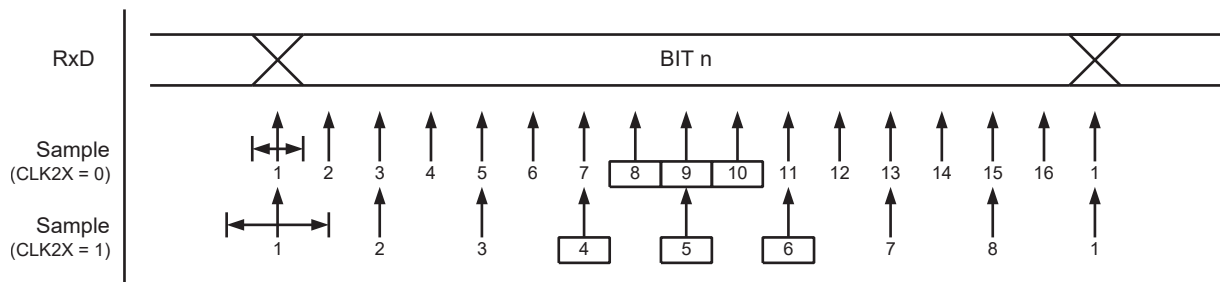 RxD BIT n
Sample
(CLK2X = 0) 1 2 3 4 5 6 7 8 9 10 11 12 13 14 15 16 1
Sample
(CLK2X = 1) 1 2 3 4 5 6 7 8 1